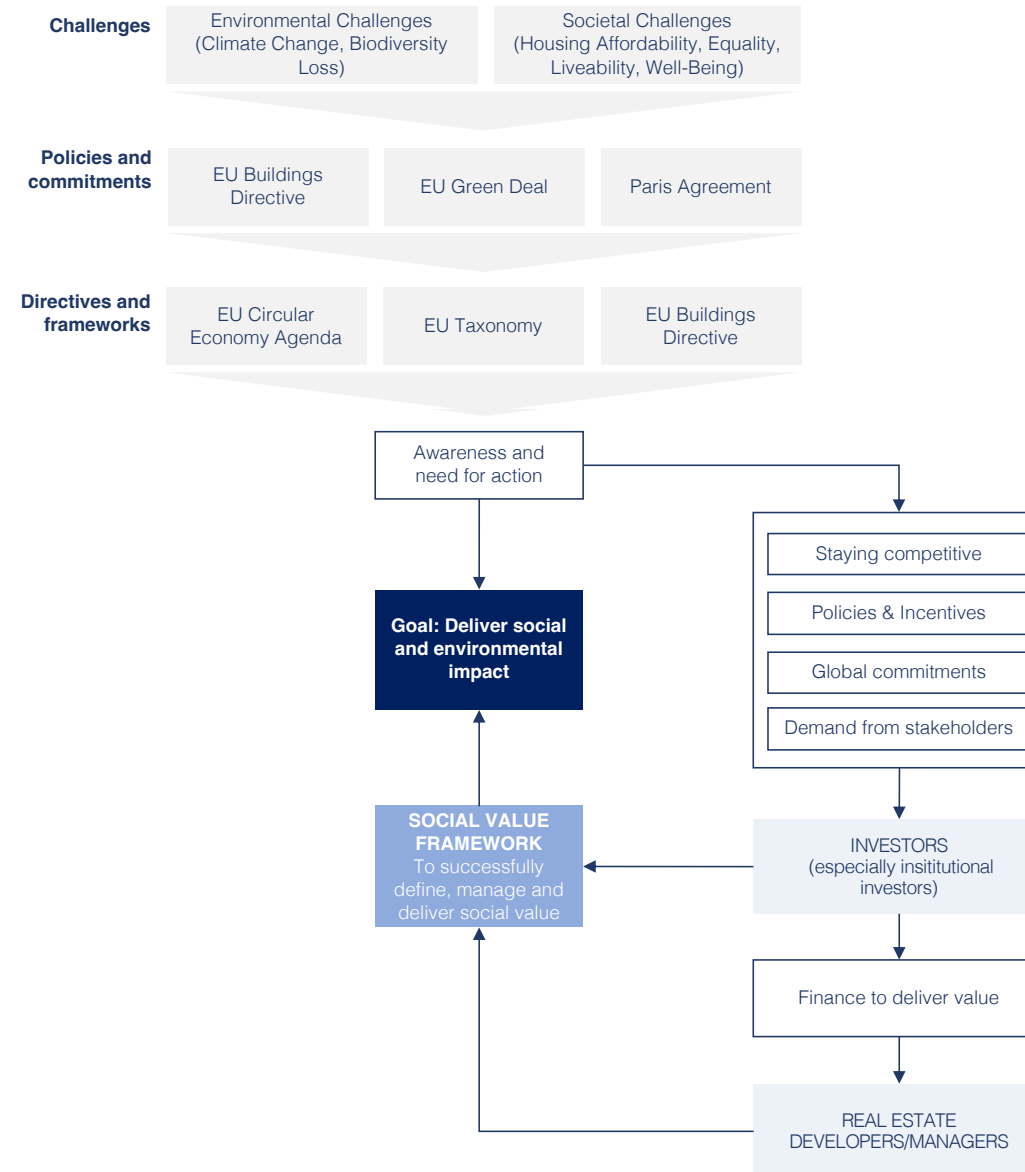 Challenges
Environmental Challenges
(Climate Change, Biodiversity
Loss)
Societal Challenges
(Housing Affordability, Equality,
Liveability, Well-Being)
Policies and
commitments
EU Buildings
Directive
EU Green Deal
Paris Agreement
Directives and
frameworks
EU Circular
Economy Agenda
EU Taxonomy
EU Buildings
Directive
Awareness and
need for action
Staying competitive
Policies & Incentives
Global commitments
Demand from stakeholders
Goal: Deliver social
and environmental
impact
SOCIAL VALUE
FRAMEWORK
To successfully
define, manage and
deliver social value
INVESTORS
(especially insititutional
investors)
Finance to deliver value
REAL ESTATE
DEVELOPERS/MANAGERS